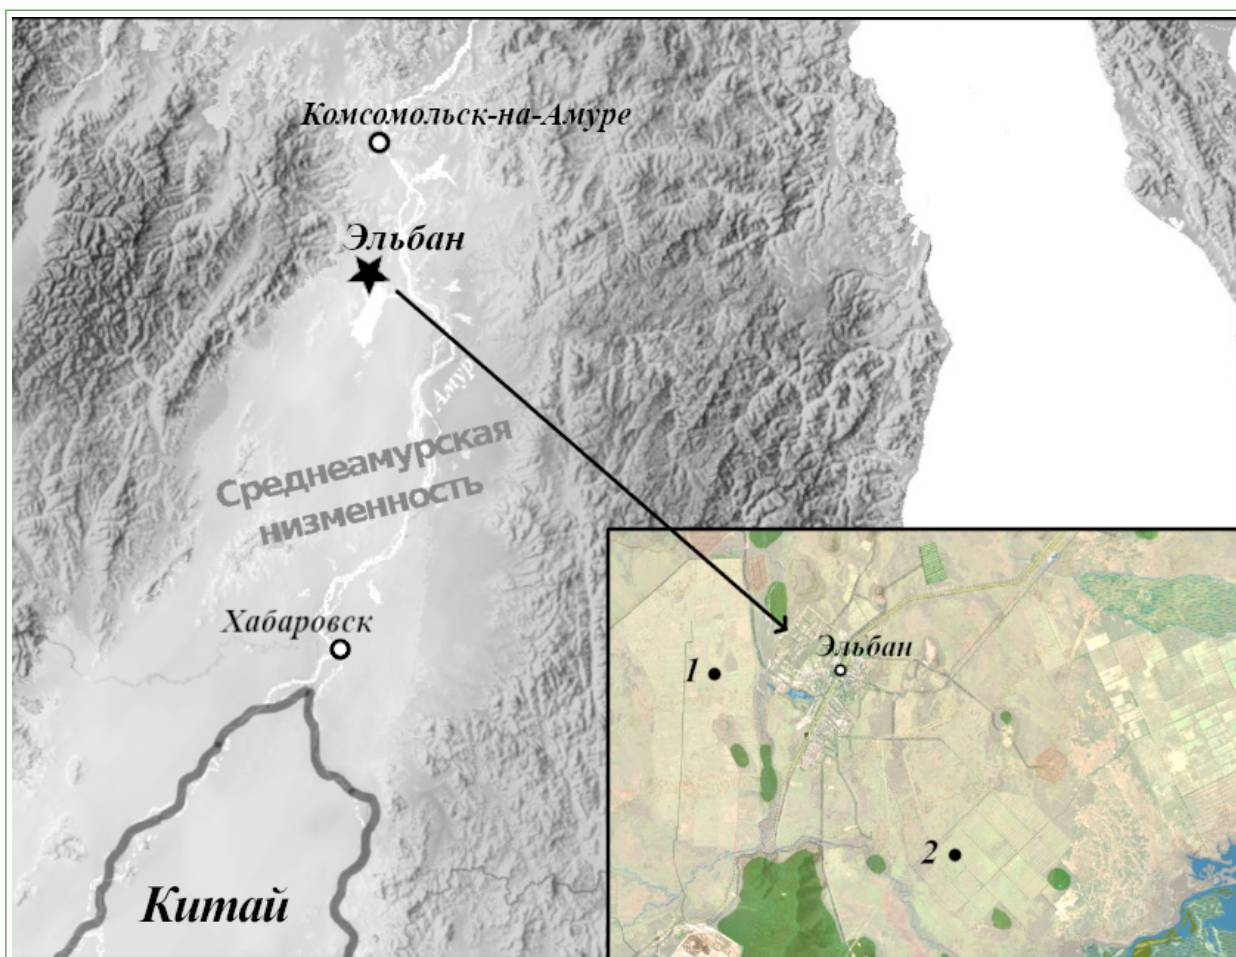 Комсомольск-на-Амуре
Эльбан
Амур
Среднеамурская
низменность
Хабаровск
Китай
Эльбан
1
2